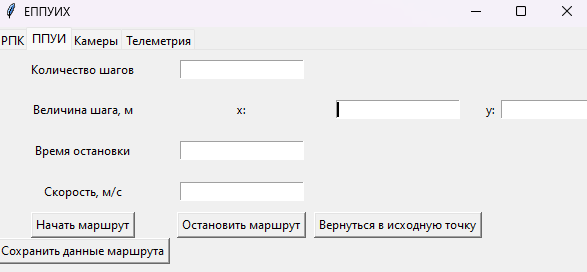 ЕППУИХ
РПК ППУИ Камеры Телеметрия
Количество шагов
Величина шага, м x: y:
Время остановки
Скорость, м/с
Начать маршрут Остановить маршрут Вернуться в исходную точку
Сохранить данные маршрута